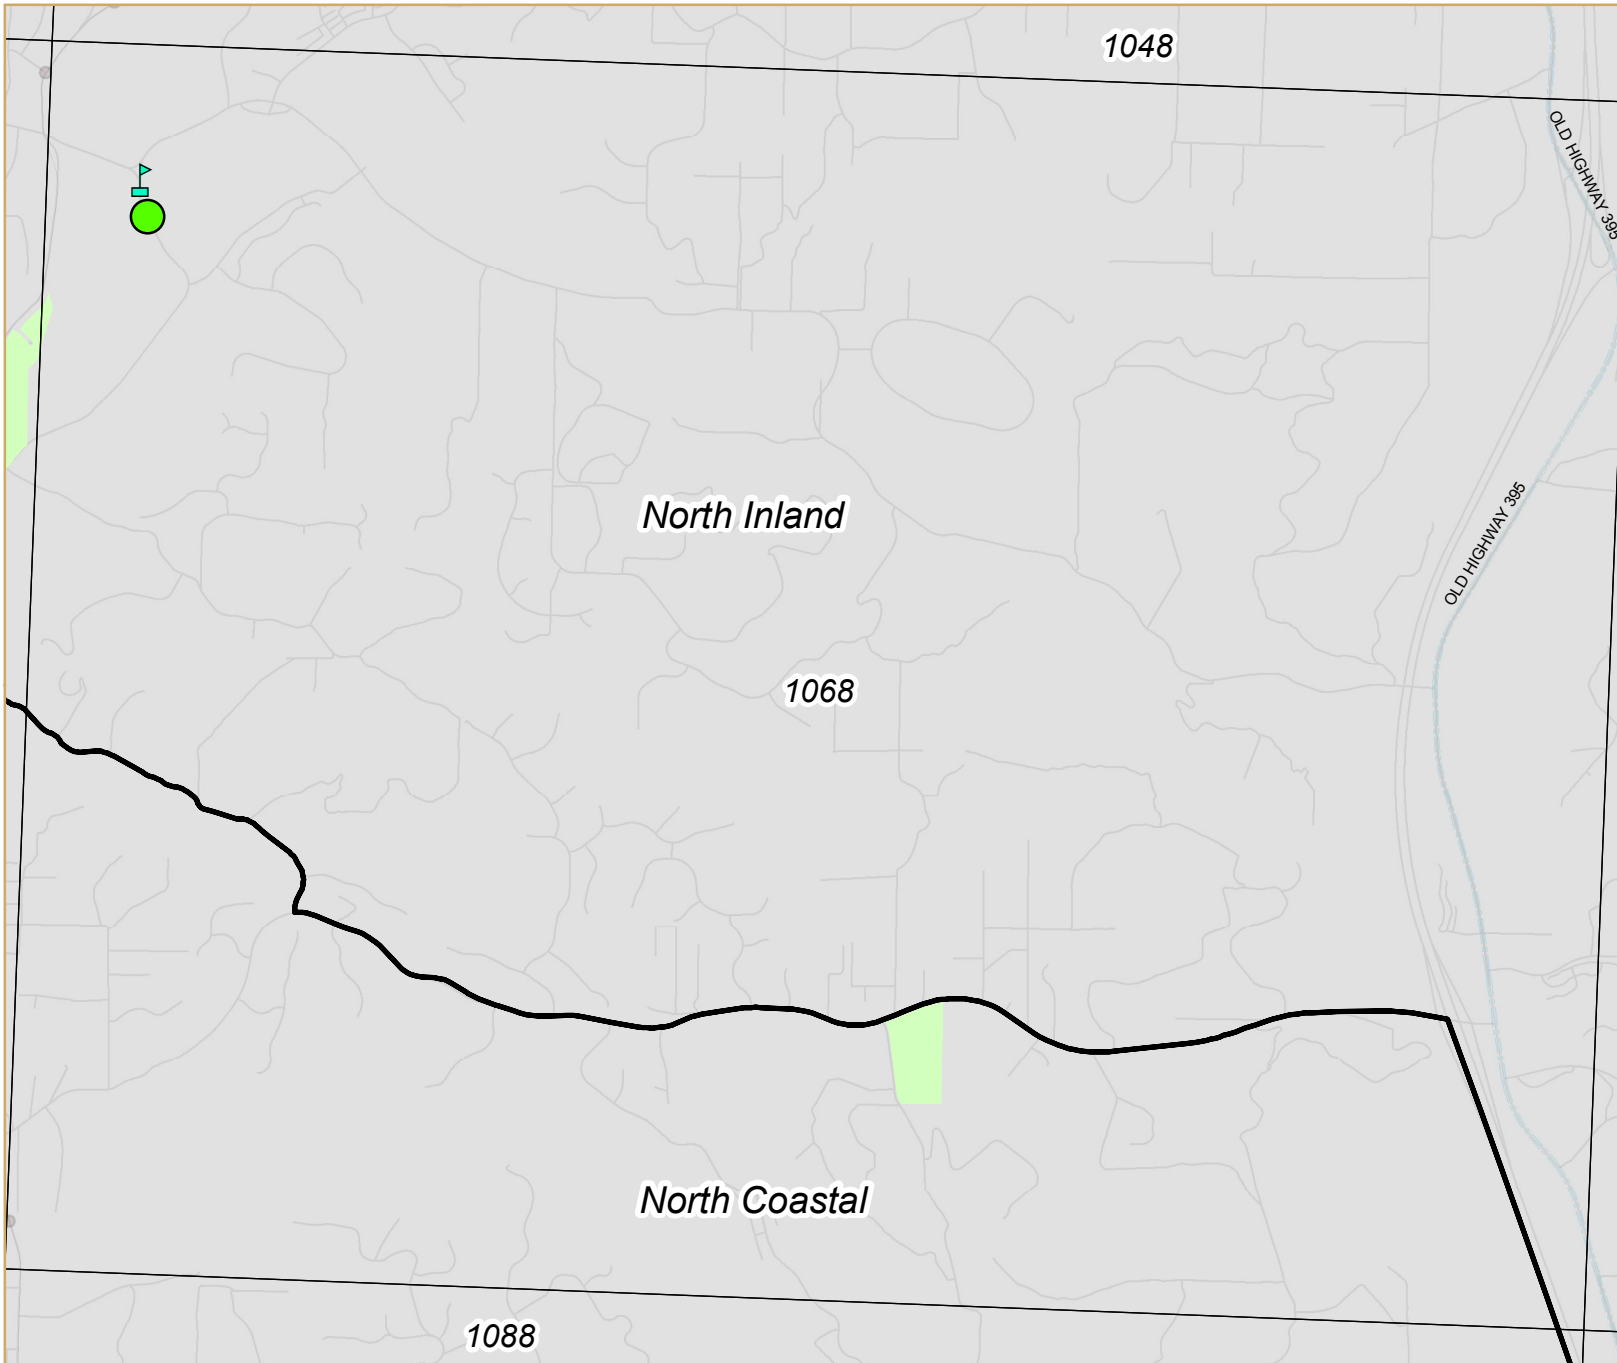 1048
OLD HIGHWAY 395
OLD HIGHWAY 395
North Inland
1068
North Coastal
1088